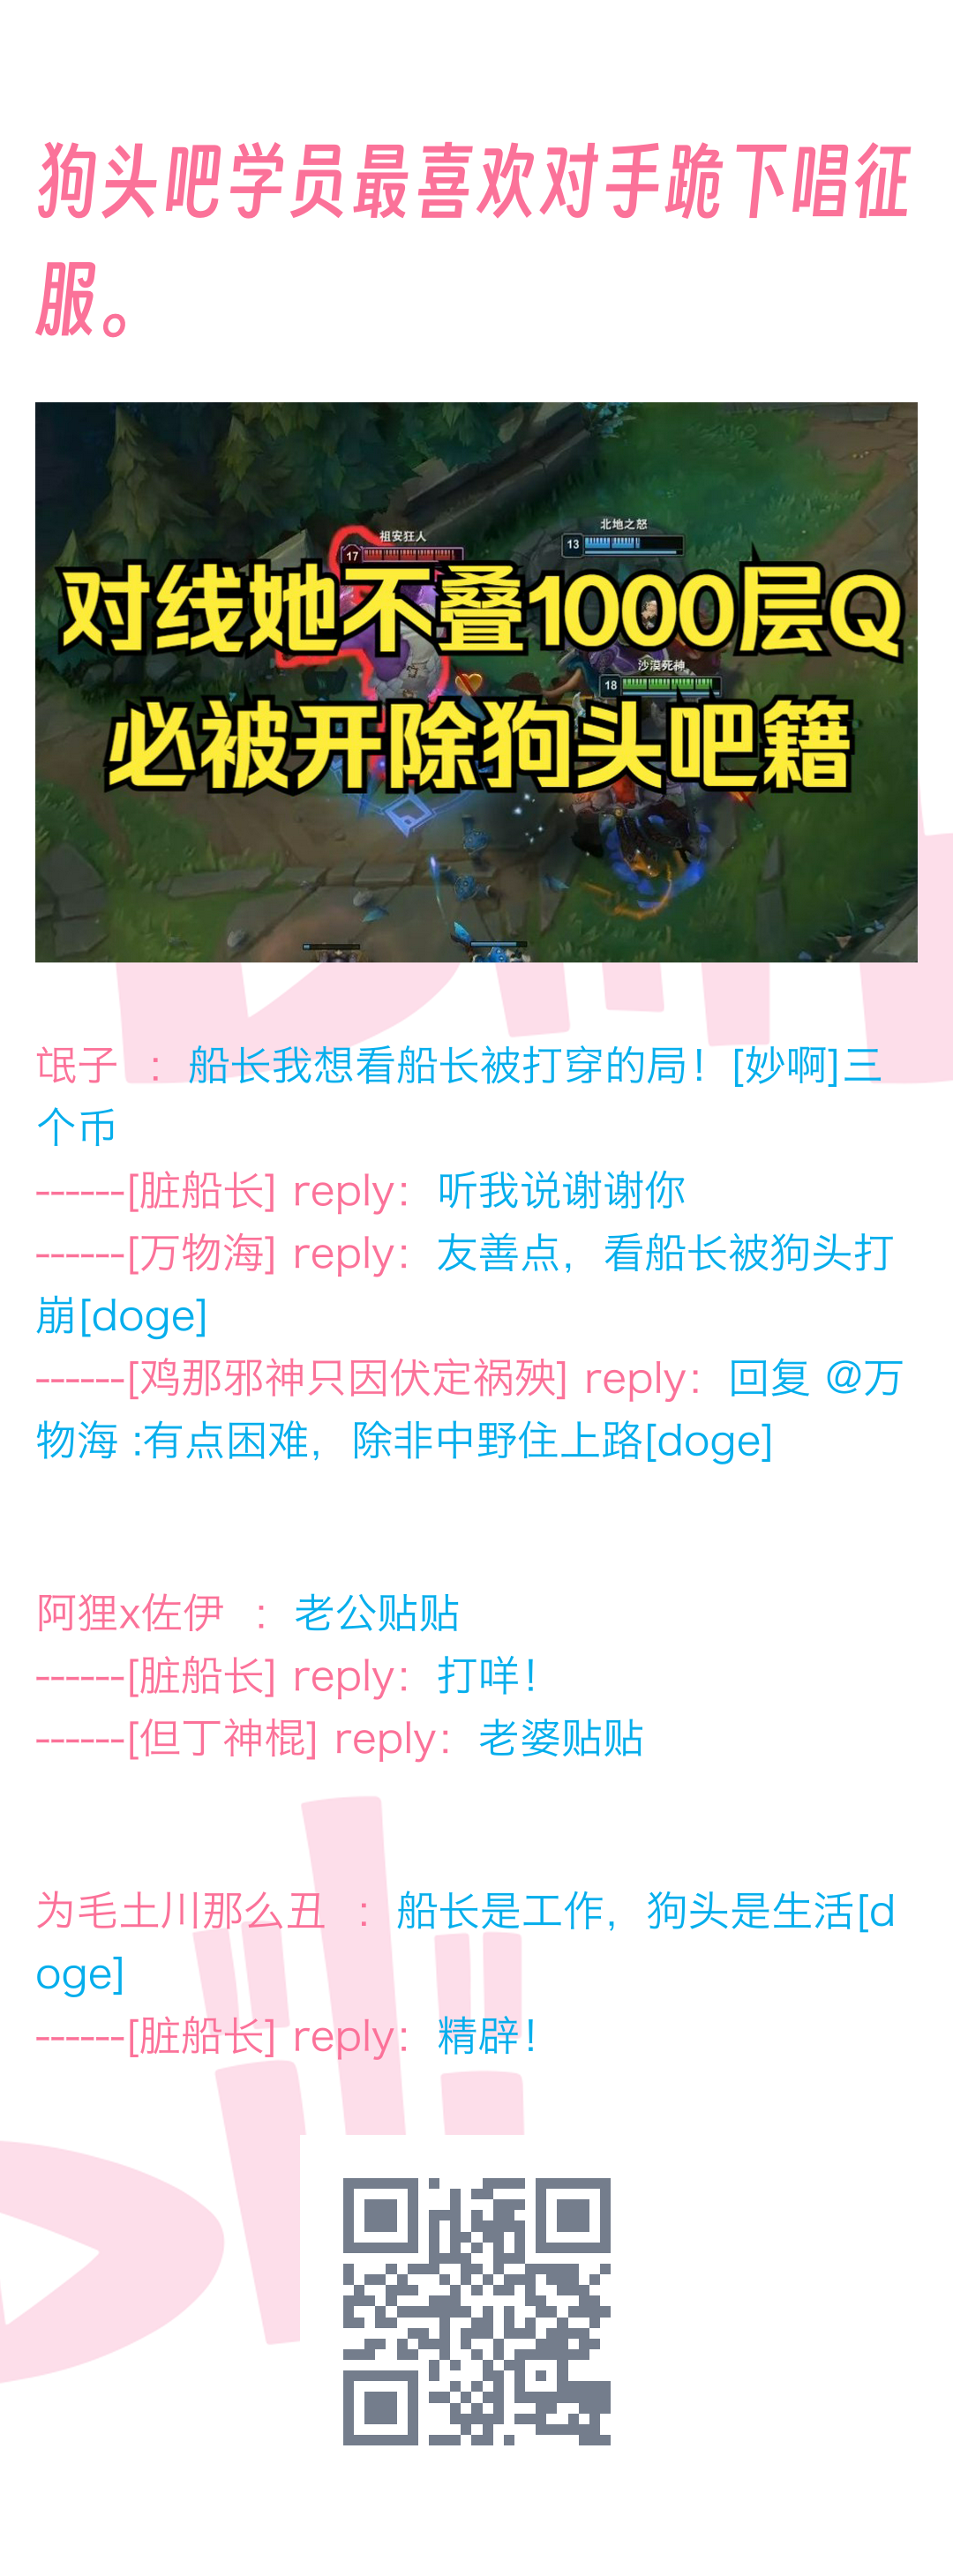 狗头吧学员最喜欢对手跪下唱征
服。
祖安狂人
17
北地之怒
13
对线她不叠1000层Q
沙漠死神
18
必被开除狗头吧籍
氓子 ：船长我想看船长被打穿的局！[妙啊]三
个币
------[脏船长] reply：听我说谢谢你
------[万物海] reply：友善点，看船长被狗头打
崩[doge]
------[鸡那邪神只因伏定祸殃] reply：回复 @万
物海 :有点困难，除非中野住上路[doge]
阿狸x佐伊 ：老公贴贴
------[脏船长] reply：打咩！
------[但丁神棍] reply：老婆贴贴
为毛土川那么丑 ：船长是工作，狗头是生活[d
oge]
------[脏船长] reply：精辟！